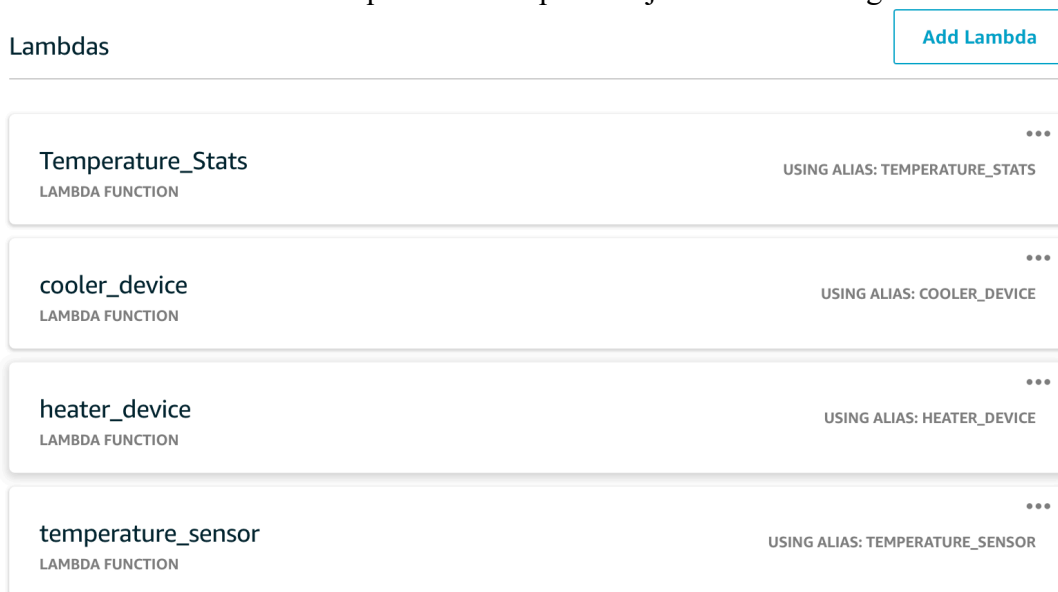 Lambdas
Add Lambda
Temperature_Stats
USING ALIAS: TEMPERATURE_STATS
LAMBDA FUNCTION
cooler_device
USING ALIAS: COOLER_DEVICE
LAMBDA FUNCTION
heater_device
USING ALIAS: HEATER_DEVICE
LAMBDA FUNCTION
temperature_sensor
USING ALIAS: TEMPERATURE_SENSOR
LAMBDA FUNCTION